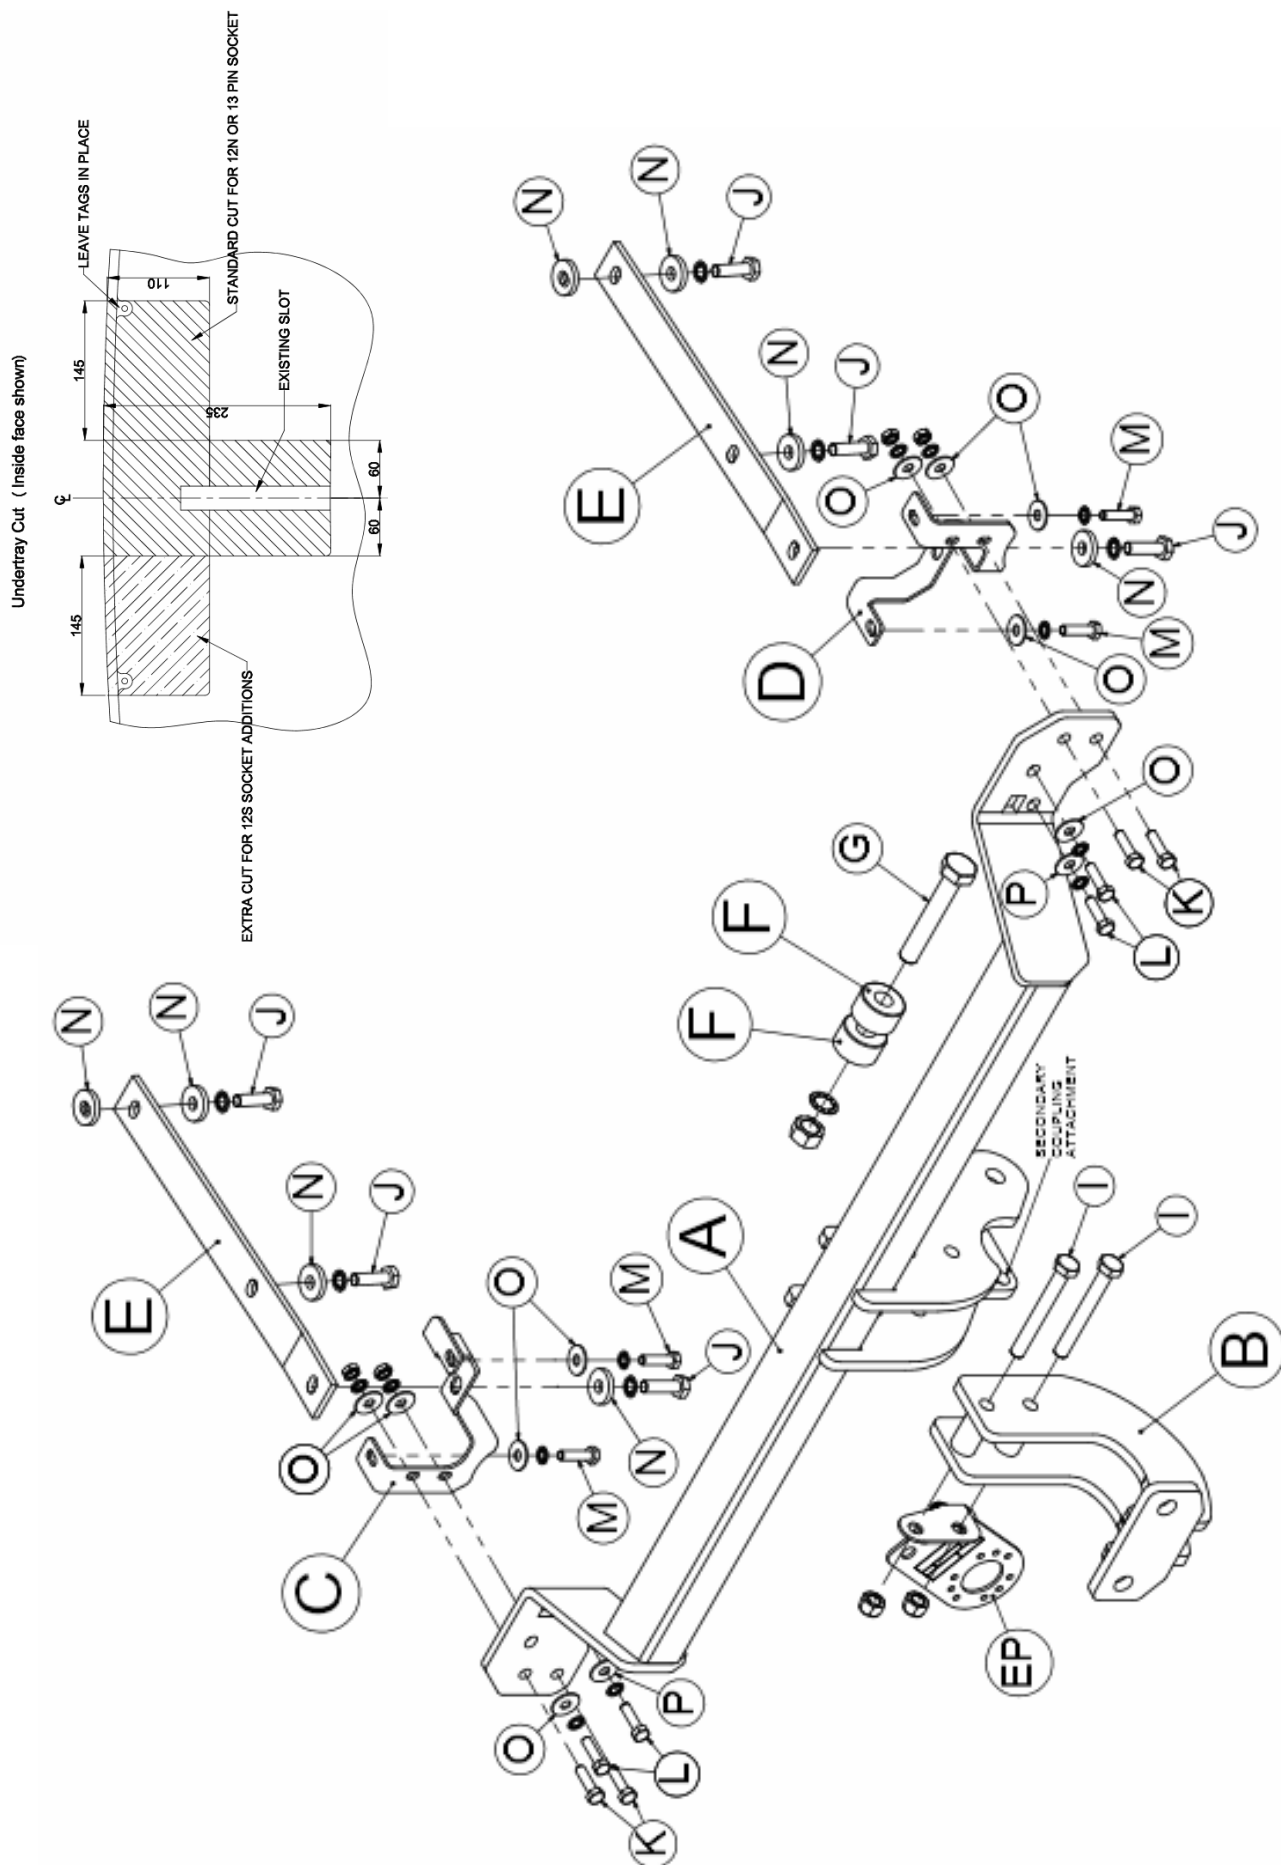 Undertray Cut ( Inside face shown)
℄
145
145
LEAVE TAGS IN PLACE
110
235
STANDARD CUT FOR 12N OR 13 PIN SOCKET
EXTRA CUT FOR 12S SOCKET ADDITIONS
EXISTING SLOT
60
60
N
E
N
J
O
N
C
J
O
O
N
M
E
M
K
N
N
L
P
A
F
J
F
J
D
N
O
G
J
EP
O
P
SECONDARY
COUPLING
ATTACHMENT
I
O
M
N
L
M
O
I
K
J
B